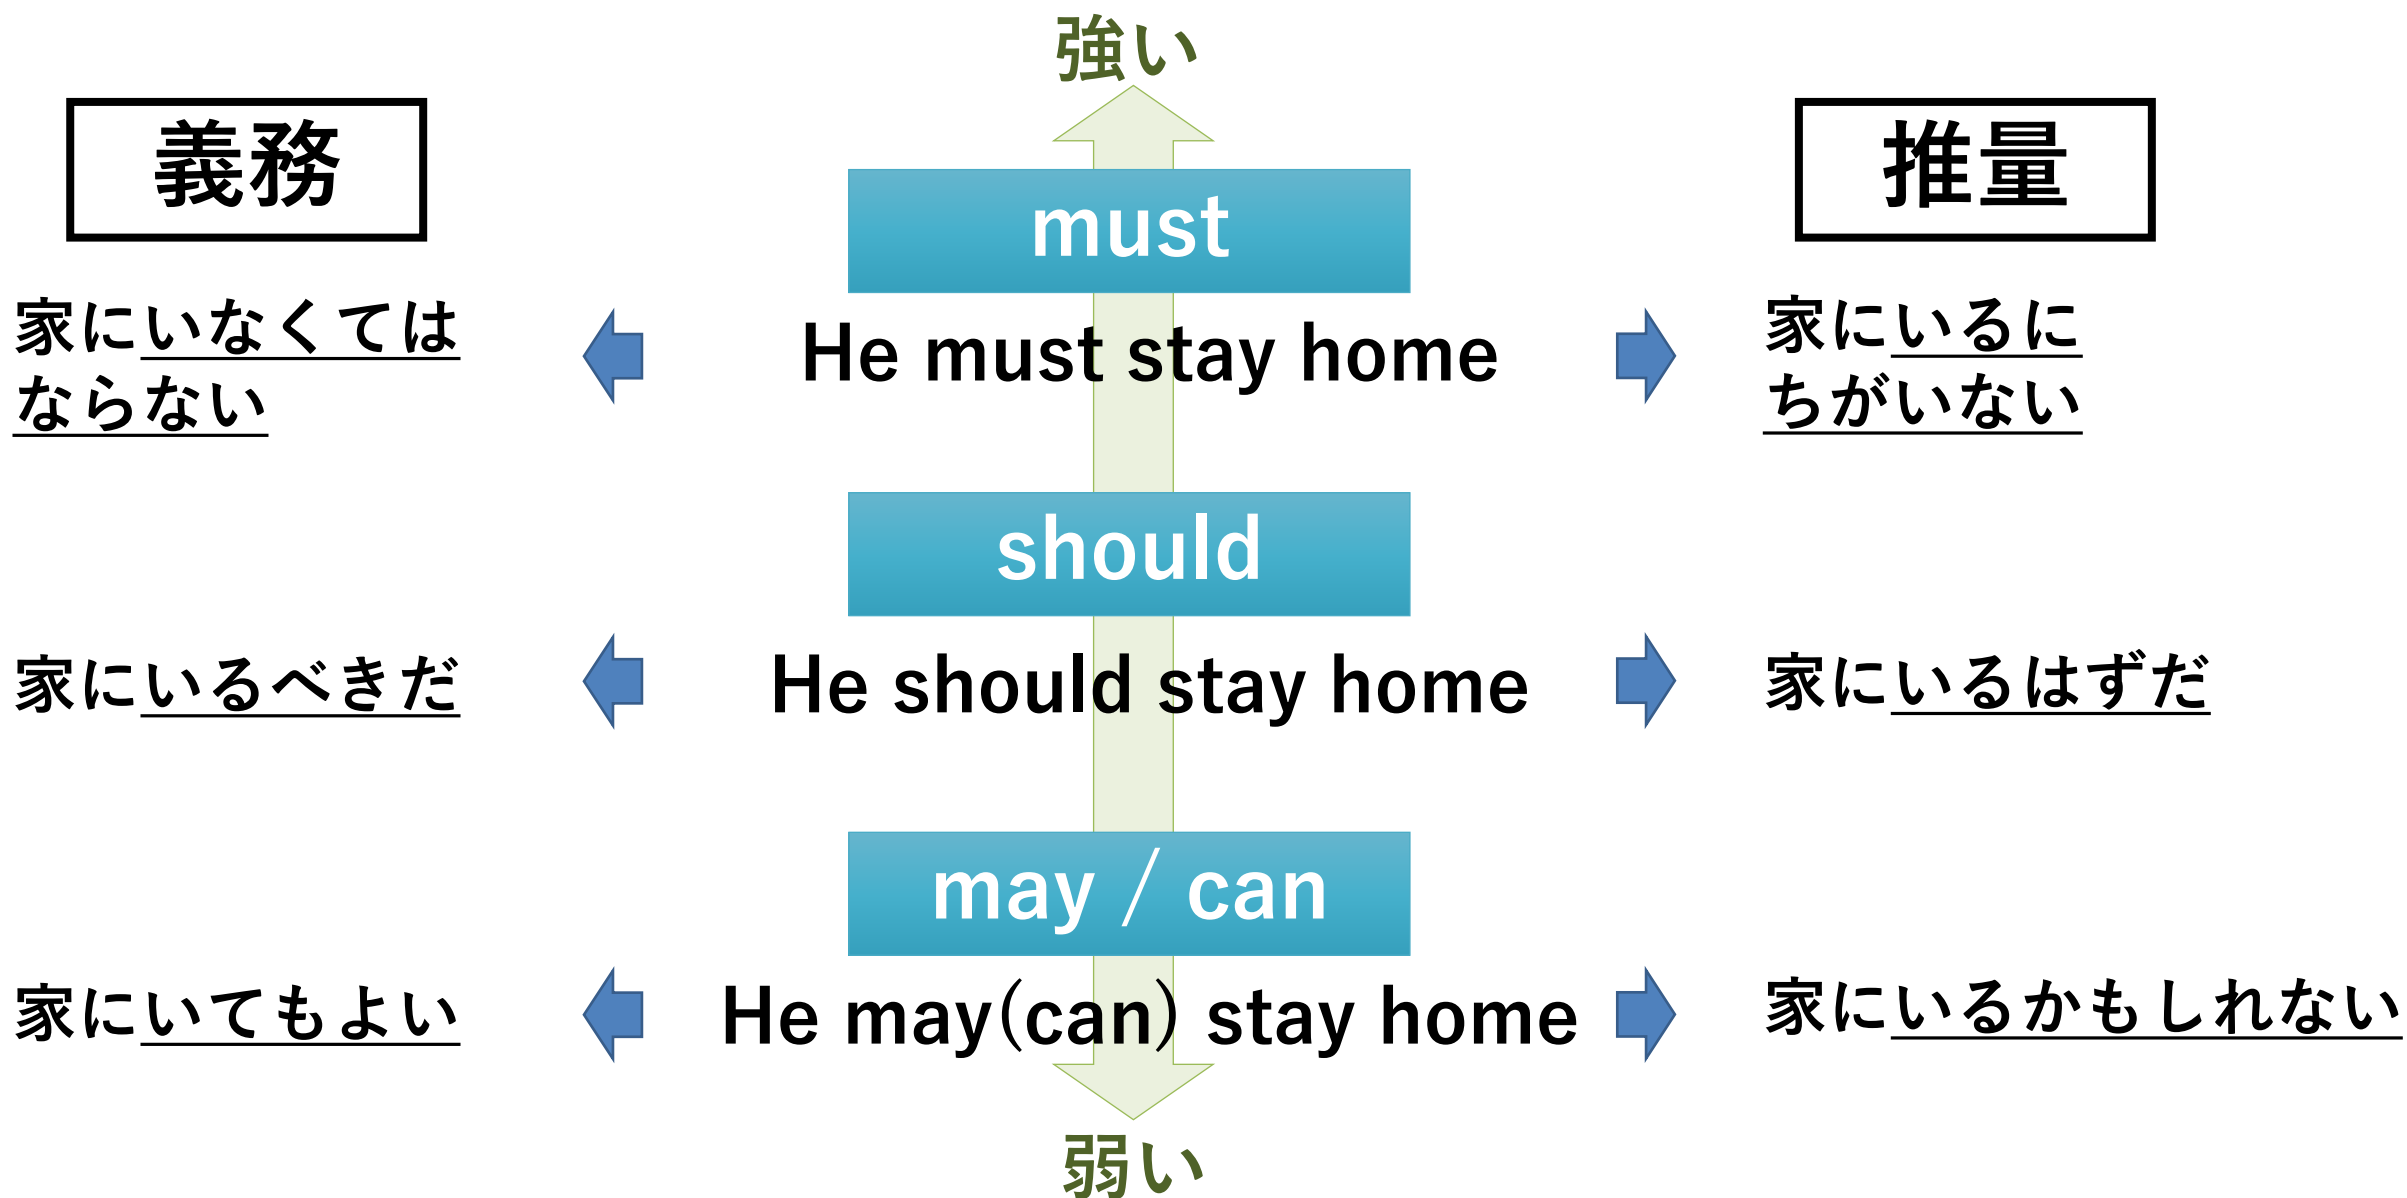 強い
義務
推量
must
家にいなくては
ならない
He must stay home
家にいるに
ちがいない
should
家にいるべきだ
He should stay home
家にいるはずだ
may / can
家にいてもよい
He may(can) stay home
家にいるかもしれない
弱い